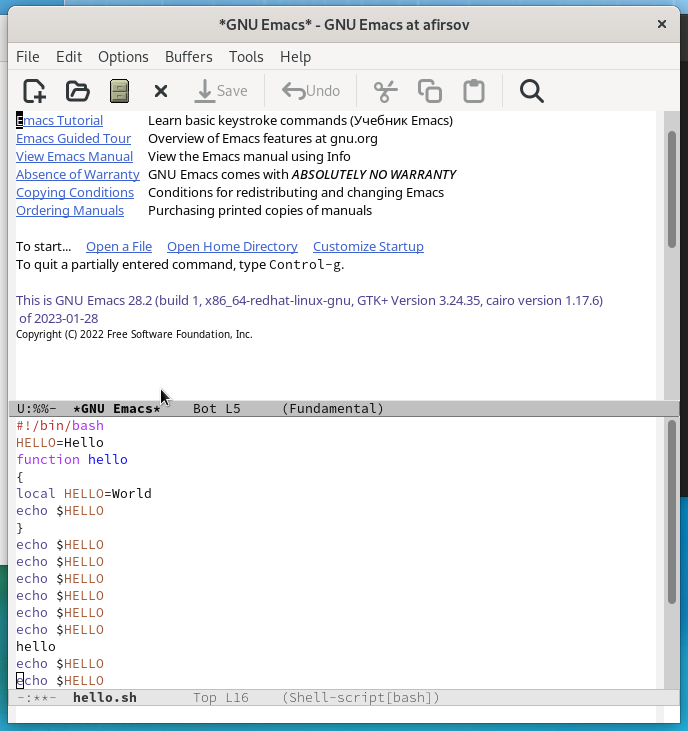 *GNU Emacs* - GNU Emacs at afirsov
File Edit Options Buffers Tools Help
Save Undo
Emacs Tutorial Learn basic keystroke commands (Учебник Emacs)
Emacs Guided Tour Overview of Emacs features at gnu.org
View Emacs Manual View the Emacs manual using Info
Absence of Warranty GNU Emacs comes with ABSOLUTELY NO WARRANTY
Copying Conditions Conditions for redistributing and changing Emacs
Ordering Manuals Purchasing printed copies of manuals
To start... Open a File Open Home Directory Customize Startup
To quit a partially entered command, type Control-g.
This is GNU Emacs 28.2 (build 1, x86_64-redhat-linux-gnu, GTK+ Version 3.24.35, cairo version 1.17.6)
of 2023-01-28
Copyright (C) 2022 Free Software Foundation, Inc.
U:%%- *GNU Emacs* Bot L5 (Fundamental)
#!/bin/bash
HELLO=Hello
function hello
{
local HELLO=World
echo $HELLO
}
echo $HELLO
echo $HELLO
echo $HELLO
echo $HELLO
echo $HELLO
echo $HELLO
hello
echo $HELLO
echo $HELLO
-:**- hello.sh Top L16 (Shell-script[bash])